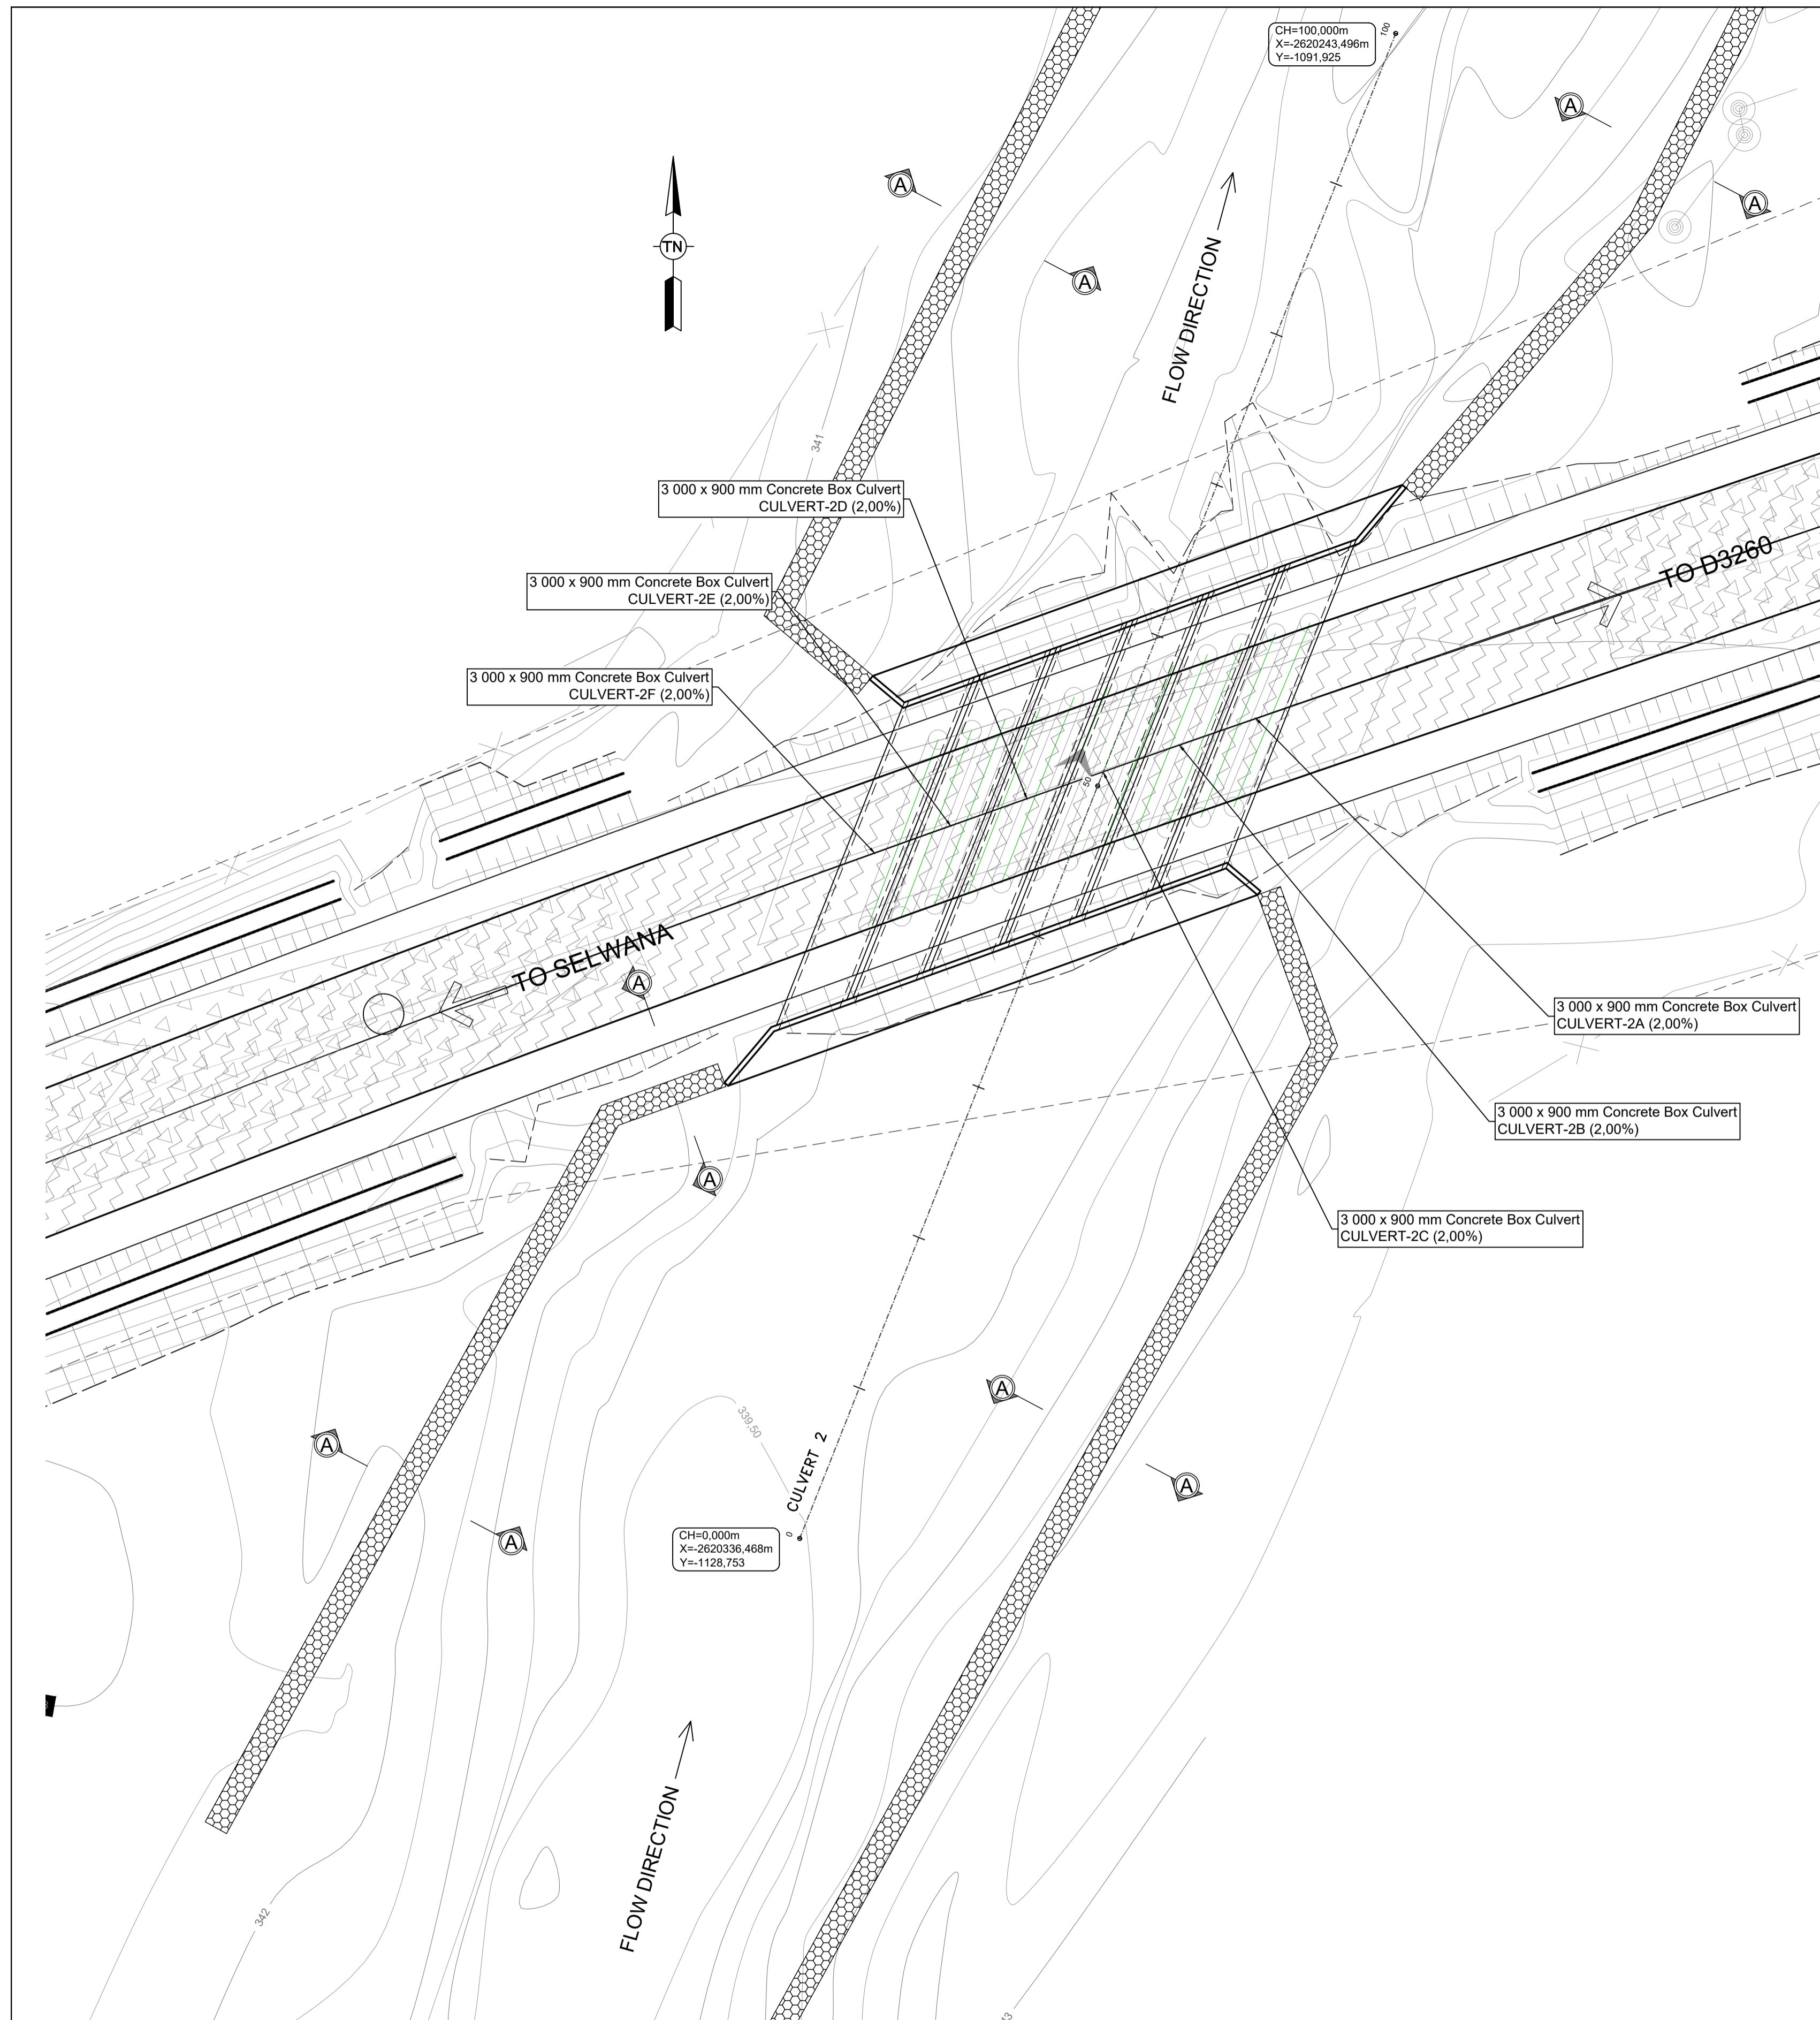 CH=100,000m
X=-2620243,496m
Y=-1091,925
100
A
A
A
TN
A
FLOW DIRECTION
341
3 000 x 900 mm Concrete Box Culvert
CULVERT-2D (2,00%)
TO D3260
3 000 x 900 mm Concrete Box Culvert
CULVERT-2E (2,00%)
3 000 x 900 mm Concrete Box Culvert
CULVERT-2F (2,00%)
50
TO SELWANA
A
3 000 x 900 mm Concrete Box Culvert
CULVERT-2A (2,00%)
3 000 x 900 mm Concrete Box Culvert
CULVERT-2B (2,00%)
A
3 000 x 900 mm Concrete Box Culvert
CULVERT-2C (2,00%)
A
339.50
A
CULVERT 2
A
A
0
CH=0,000m
X=-2620336,468m
Y=-1128,753
FLOW DIRECTION
342